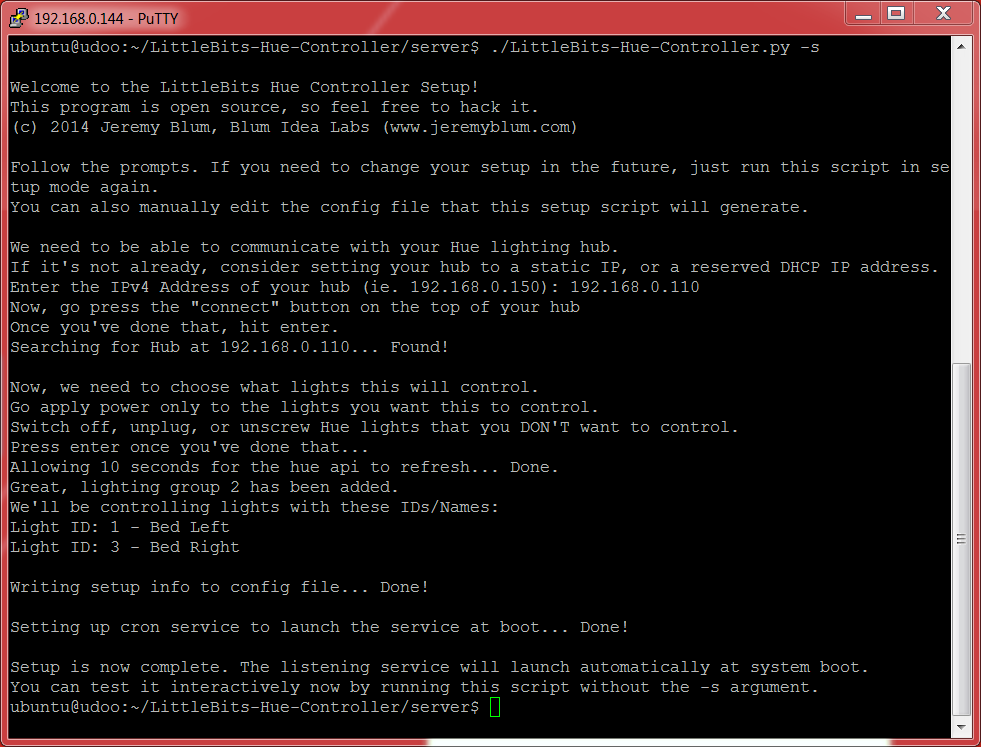 192.168.0.144 - PuTTY
ubuntu@udoo:~/LittleBits-Hue-Controller/server$ ./LittleBits-Hue-Controller.py -s
Welcome to the LittleBits Hue Controller Setup!
This program is open source, so feel free to hack it.
(c) 2014 Jeremy Blum, Blum Idea Labs (www.jeremyblum.com)
Follow the prompts. If you need to change your setup in the future, just run this script in se
tup mode again.
You can also manually edit the config file that this setup script will generate.
We need to be able to communicate with your Hue lighting hub.
If it's not already, consider setting your hub to a static IP, or a reserved DHCP IP address.
Enter the IPv4 Address of your hub (ie. 192.168.0.150): 192.168.0.110
Now, go press the "connect" button on the top of your hub
Once you've done that, hit enter.
Searching for Hub at 192.168.0.110... Found!
Now, we need to choose what lights this will control.
Go apply power only to the lights you want this to control.
Switch off, unplug, or unscrew Hue lights that you DON'T want to control.
Press enter once you've done that...
Allowing 10 seconds for the hue api to refresh... Done.
Great, lighting group 2 has been added.
We'll be controlling lights with these IDs/Names:
Light ID: 1 - Bed Left
Light ID: 3 - Bed Right
Writing setup info to config file... Done!
Setting up cron service to launch the service at boot... Done!
Setup is now complete. The listening service will launch automatically at system boot.
You can test it interactively now by running this script without the -s argument.
ubuntu@udoo:~/LittleBits-Hue-Controller/server$